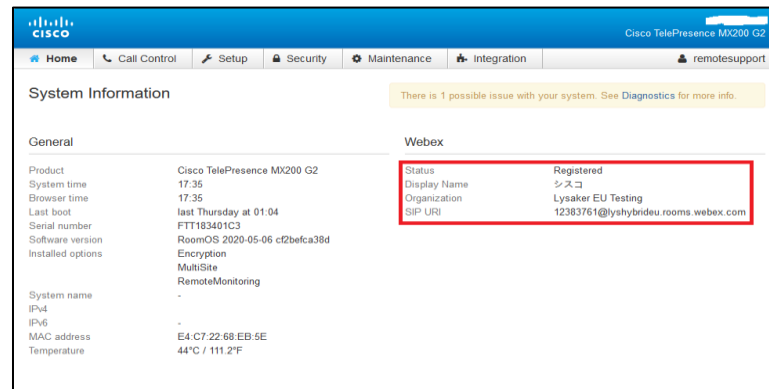 CISCO
Cisco TelePresence MX200 G2
Home Call Control Setup Security Maintenance Integration remotesupport
System Information
There is 1 possible issue with your system. See Diagnostics for more info.
General
Product Cisco TelePresence MX200 G2
System time 17:35
Browser time 17:35
Last boot last Thursday at 01:04
Serial number FTT183401C3
Software version RoomOS 2020-05-06 cf2befca38d
Installed options Encryption
MultiSite
RemoteMonitoring
System name -
IPv4
IPv6 -
MAC address E4:C7:22:68:EB:5E
Temperature 44°C / 111.2°F
Webex
Status Registered
Display Name シスコ
Organization Lysaker EU Testing
SIP URI 12383761@lyshybrideu.rooms.webex.com